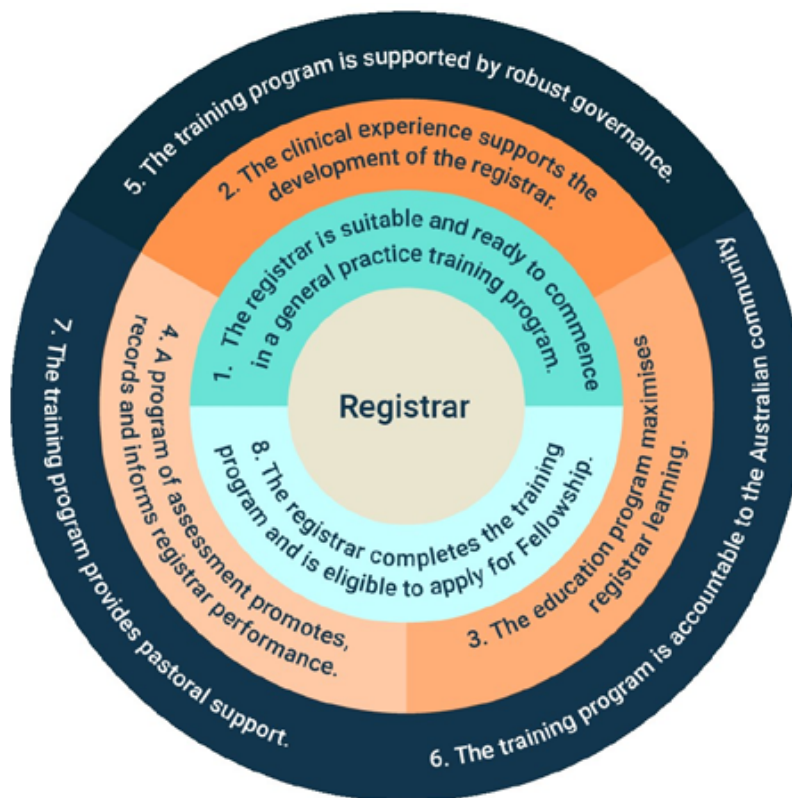 5. The training program is supported by robust governance.
2. The clinical experience supports the
development of the registrar.
1. The registrar is suitable and ready to commence
in a general practice training program.
Registrar
8. The registrar completes the training
program and is eligible to apply for Fellowship.
3. The education program maximises
registrar learning.
4. A program of assessment promotes,
records and informs registrar performance.
6. The training program is accountable to the Australian community
7. The training program provides pastoral support.